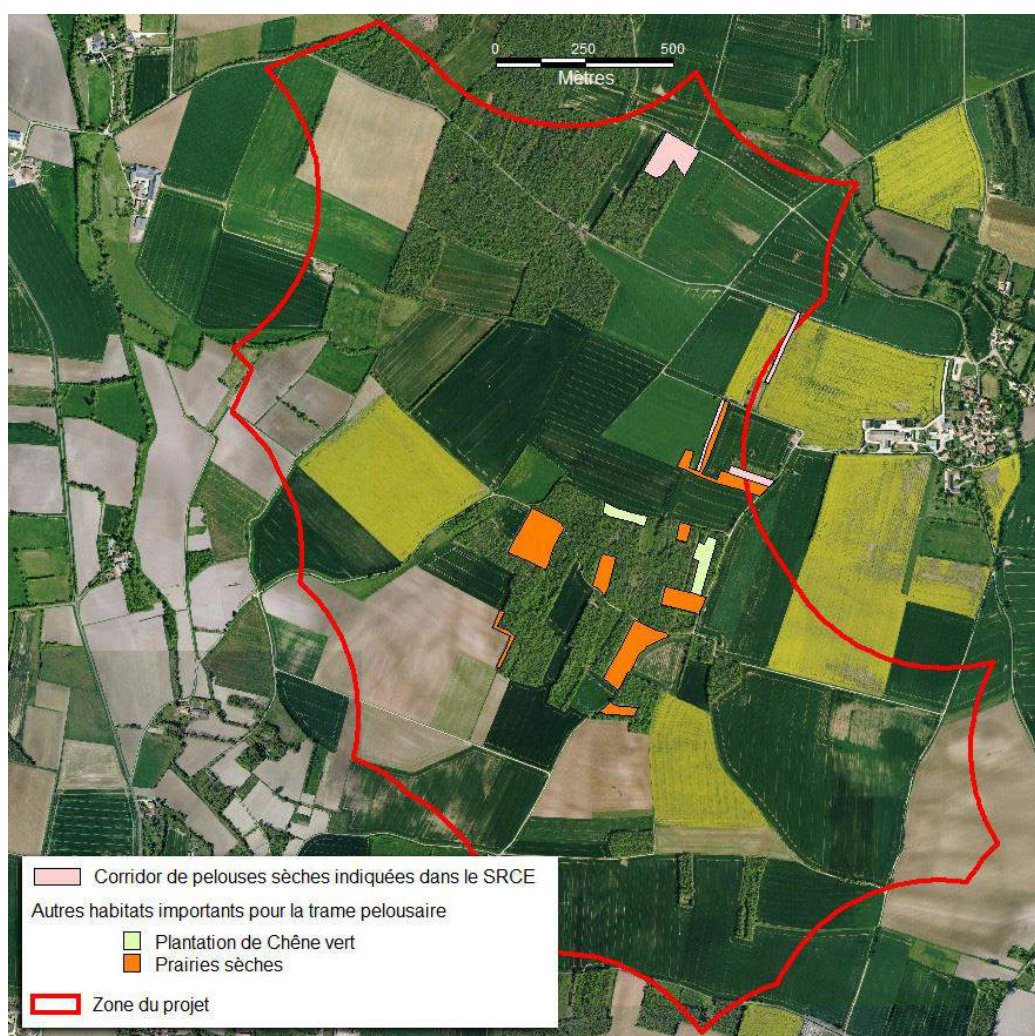 0 250 500
Mètres
Corridor de pelouses sèches indiquées dans le SRCE
Autres habitats importants pour la trame pelousaire
Plantation de Chêne vert
Prairies sèches
Zone du projet